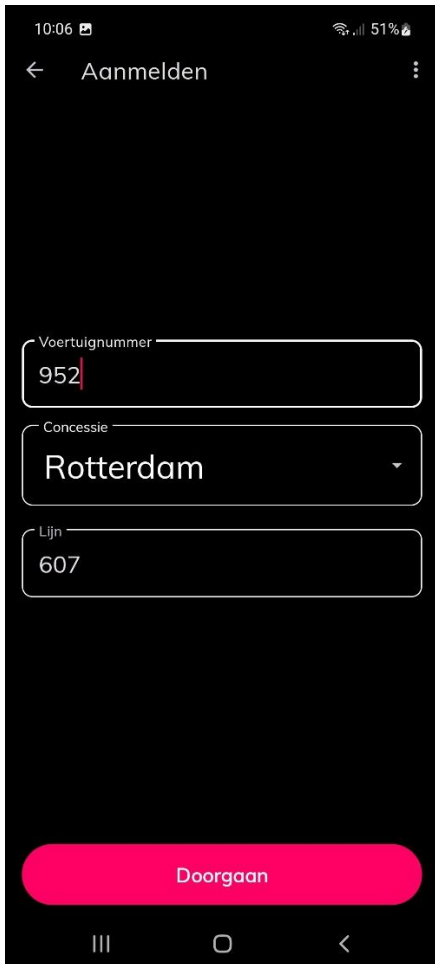 10:06 51%
Aanmelden
Voertuignummer
952
Concessie
Rotterdam
Lijn
607
Doorgaan